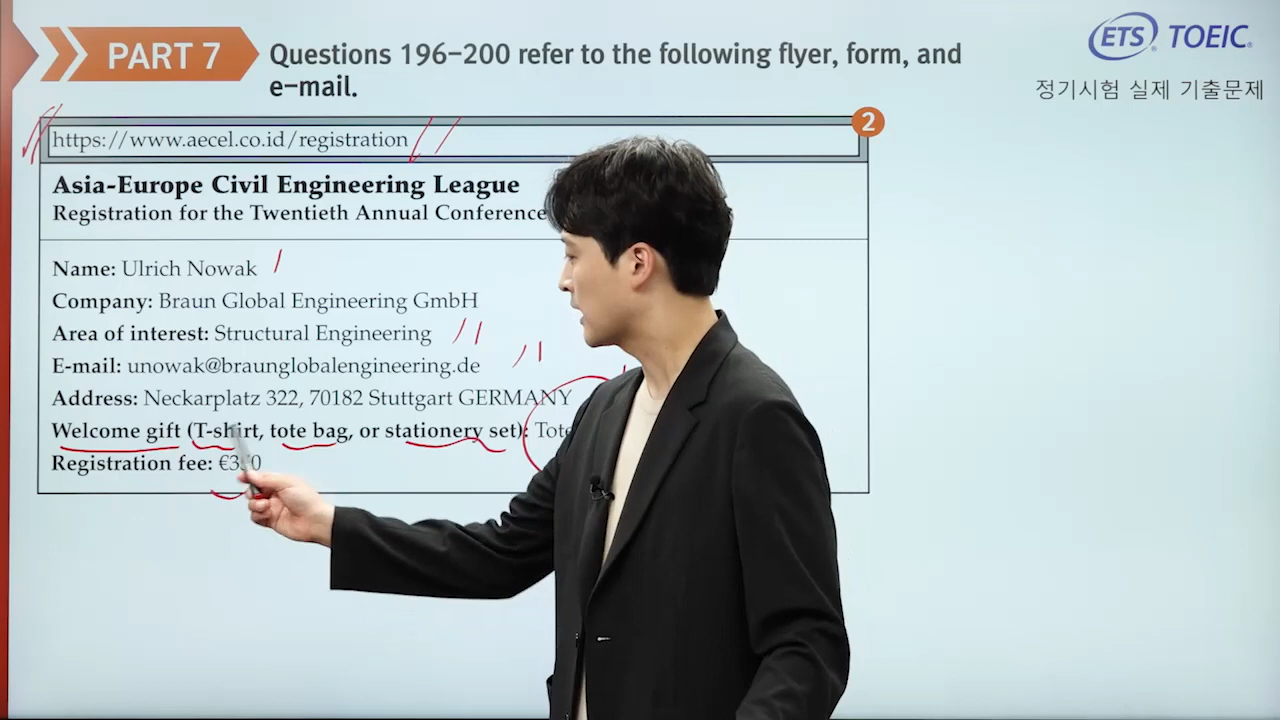 PART 7
Questions 196–200 refer to the following flyer, form, and
e-mail.
ETS® TOEIC®
정기시험 실제 기출문제
2
https://www.aecel.co.id/registration
Asia-Europe Civil Engineering League
Registration for the Twentieth Annual Conference
Name: Ulrich Nowak
Company: Braun Global Engineering GmbH
Area of interest: Structural Engineering
E-mail: unowak@braunglobalengineering.de
Address: Neckarplatz 322, 70182 Stuttgart GERMANY
Welcome gift (T-shirt, tote bag, or stationery set): Tote
Registration fee: